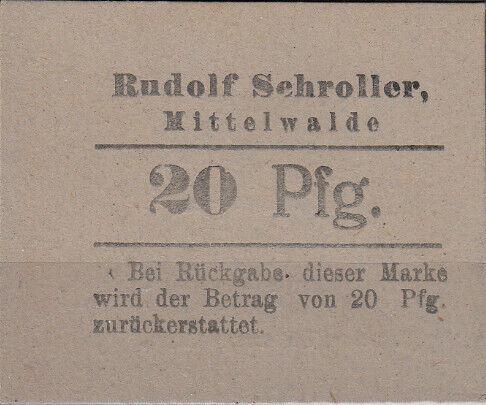 Rudolf Schroller,
Mittelwalde
20 Pfg.
Bei Rückgabe dieser Marke
wird der Betrag von 20 Pfg.
zurückerstattet.